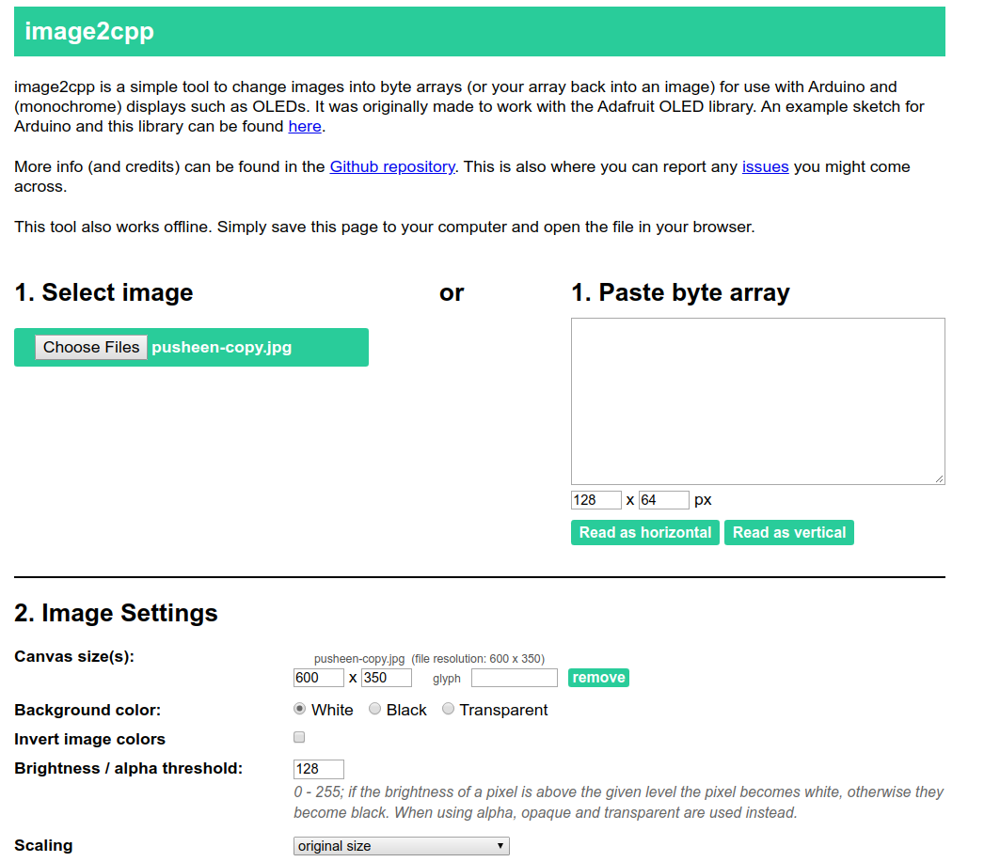 image2cpp
image2cpp is a simple tool to change images into byte arrays (or your array back into an image) for use with Arduino and
(monochrome) displays such as OLEDs. It was originally made to work with the Adafruit OLED library. An example sketch for
Arduino and this library can be found here.
More info (and credits) can be found in the Github repository. This is also where you can report any issues you might come
across.
This tool also works offline. Simply save this page to your computer and open the file in your browser.
1. Select image
or
1. Paste byte array
Choose Files pusheen-copy.jpg
128 x 64 px
Read as horizontal Read as vertical
2. Image Settings
Canvas size(s):
pusheen-copy.jpg (file resolution: 600 x 350)
600 x 350 glyph remove
Background color: White Black Transparent
Invert image colors
Brightness / alpha threshold: 128
0 - 255; if the brightness of a pixel is above the given level the pixel becomes white, otherwise they
become black. When using alpha, opaque and transparent are used instead.
Scaling original size